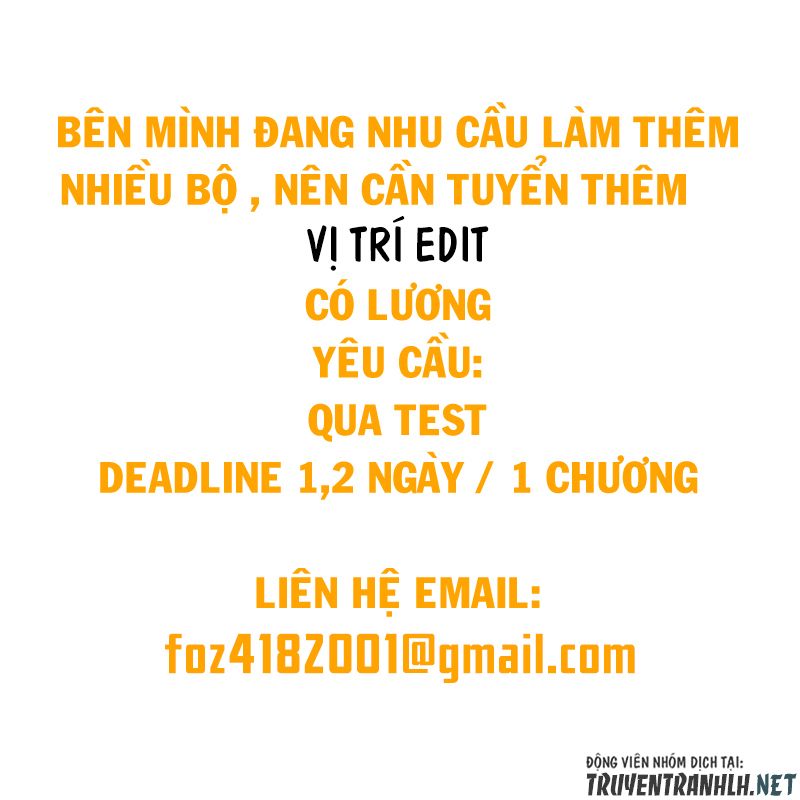 BÊN MÌNH ĐANG NHU CẦU LÀM THÊM
NHIỀU BỘ , NÊN CẦN TUYỂN THÊM
VỊ TRÍ EDIT
CÓ LƯƠNG
YÊU CẦU:
QUA TEST
DEADLINE 1,2 NGÀY / 1 CHƯƠNG
LIÊN HỆ EMAIL:
foz4182001@gmail.com
ĐỘNG VIÊN NHÓM DỊCH TẠI:
TRUYENTRANHLH.NET